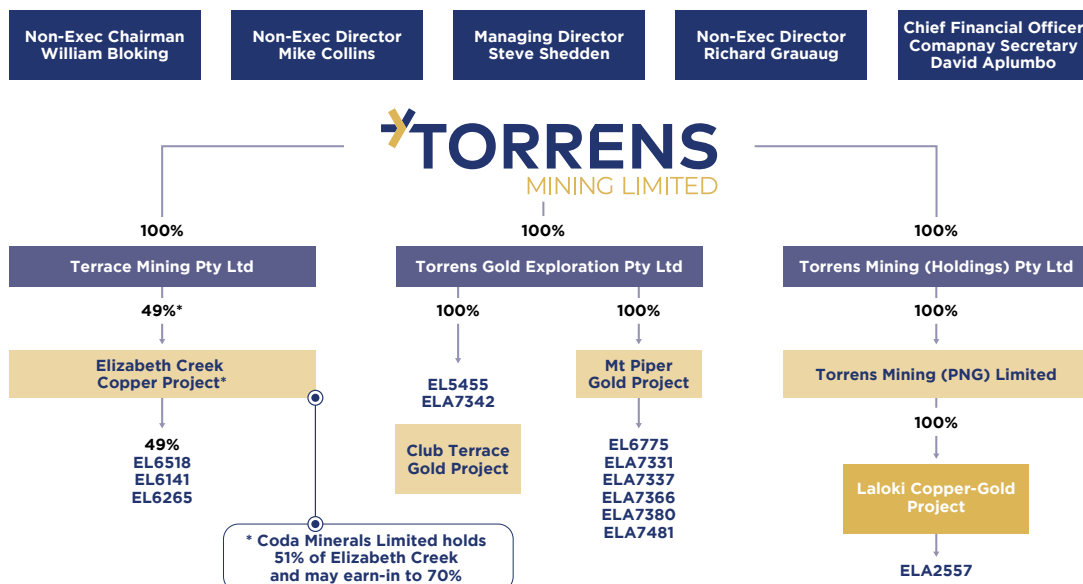 Non-Exec Chairman
William Bloking
Non-Exec Director
Mike Collins
Managing Director
Steve Shedden
Non-Exec Director
Richard Grauaug
Chief Financial Officer
Comapnay Secretary
David Aplumbo
TORRENS
MINING LIMITED
100%
Terrace Mining Pty Ltd
49%*
Elizabeth Creek
Copper Project*
49%
EL6518
EL6141
EL6265
* Coda Minerals Limited holds
51% of Elizabeth Creek
and may earn-in to 70%
100%
Torrens Gold Exploration Pty Ltd
100%
EL5455
ELA7342
Club Terrace
Gold Project
100%
Mt Piper
Gold Project
EL6775
ELA7331
ELA7337
ELA7366
ELA7380
ELA7481
100%
Torrens Mining (Holdings) Pty Ltd
100%
Torrens Mining (PNG) Limited
100%
Laloki Copper-Gold
Project
ELA2557